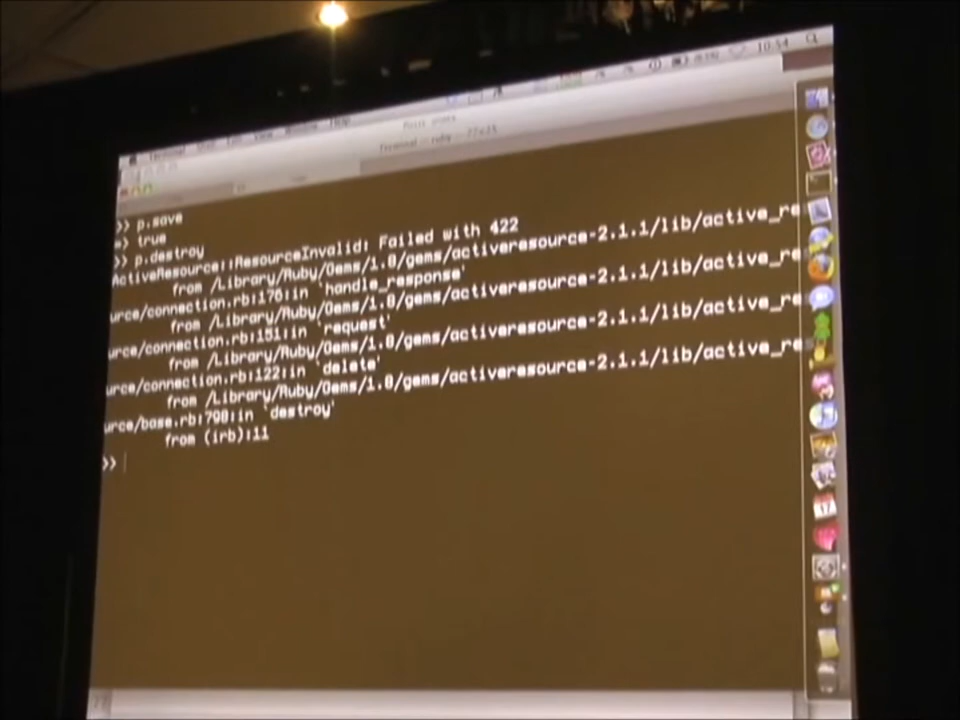 10:54
>> p.save
=> true
>> p.destroy
ActiveResource::ResourceInvalid: Failed with 422
from /Library/Ruby/Gems/1.8/gems/activeresource-2.1.1/lib/active_re
urce/connection.rb:176:in `handle_response'
from /Library/Ruby/Gems/1.8/gems/activeresource-2.1.1/lib/active_re
urce/connection.rb:151:in `request'
from /Library/Ruby/Gems/1.8/gems/activeresource-2.1.1/lib/active_re
urce/connection.rb:122:in `delete'
from /Library/Ruby/Gems/1.8/gems/activeresource-2.1.1/lib/active_re
urce/base.rb:790:in `destroy'
from (irb):11
>>
17